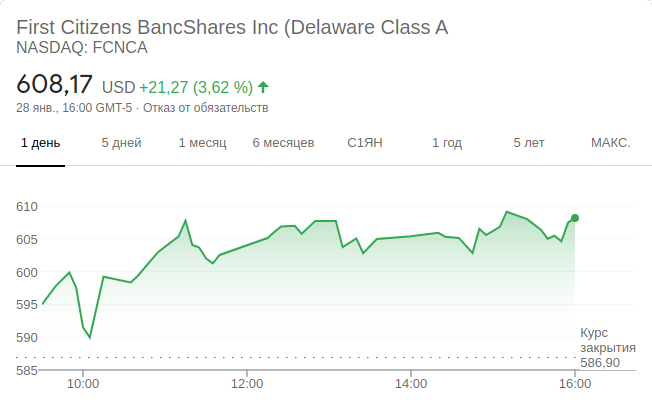 First Citizens BancShares Inc (Delaware Class A
NASDAQ: FCNCA
608,17 USD +21,27 (3,62 %)
28 янв., 16:00 GMT-5 · Отказ от обязательств
1 день 5 дней 1 месяц 6 месяцев С1ЯН 1 год 5 лет МАКС.
610
605
600
595
590
Курс
закрытия
586,90
585
10:00 12:00 14:00 16:00